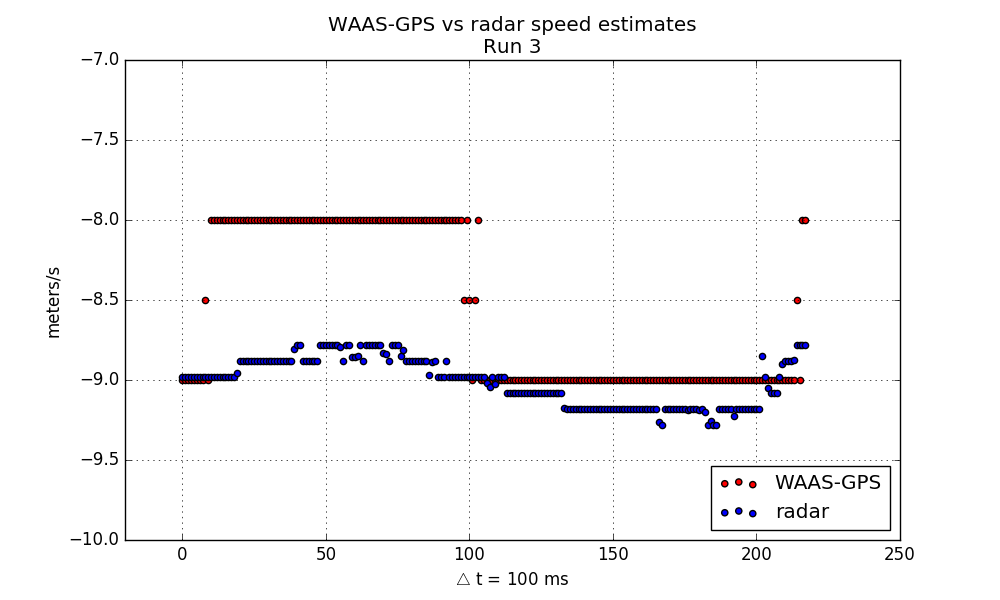 WAAS-GPS vs radar speed estimates
Run 3
−7.0
−7.5
−8.0
−8.5
−9.0
−9.5
−10.0
meters/s
0 50 100 150 200 250
△ t = 100 ms
WAAS-GPS
radar